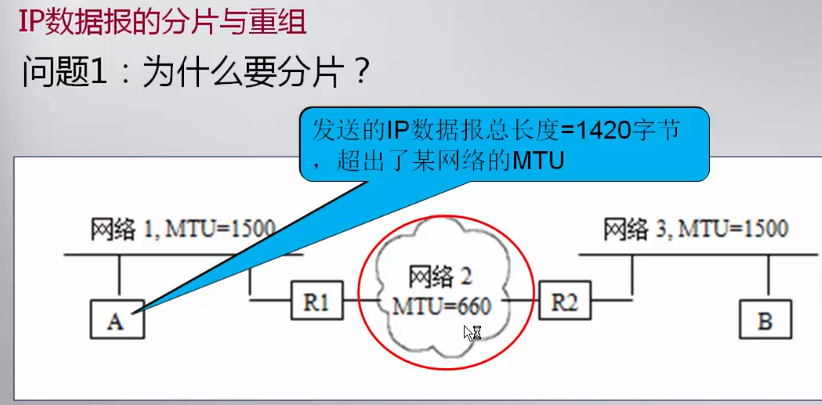 IP数据报的分片与重组
问题1：为什么要分片？
发送的IP数据报总长度=1420字节
，超出了某网络的MTU
网络 1, MTU=1500
网络 3, MTU=1500
网络 2
MTU=660
A
R1
R2
B